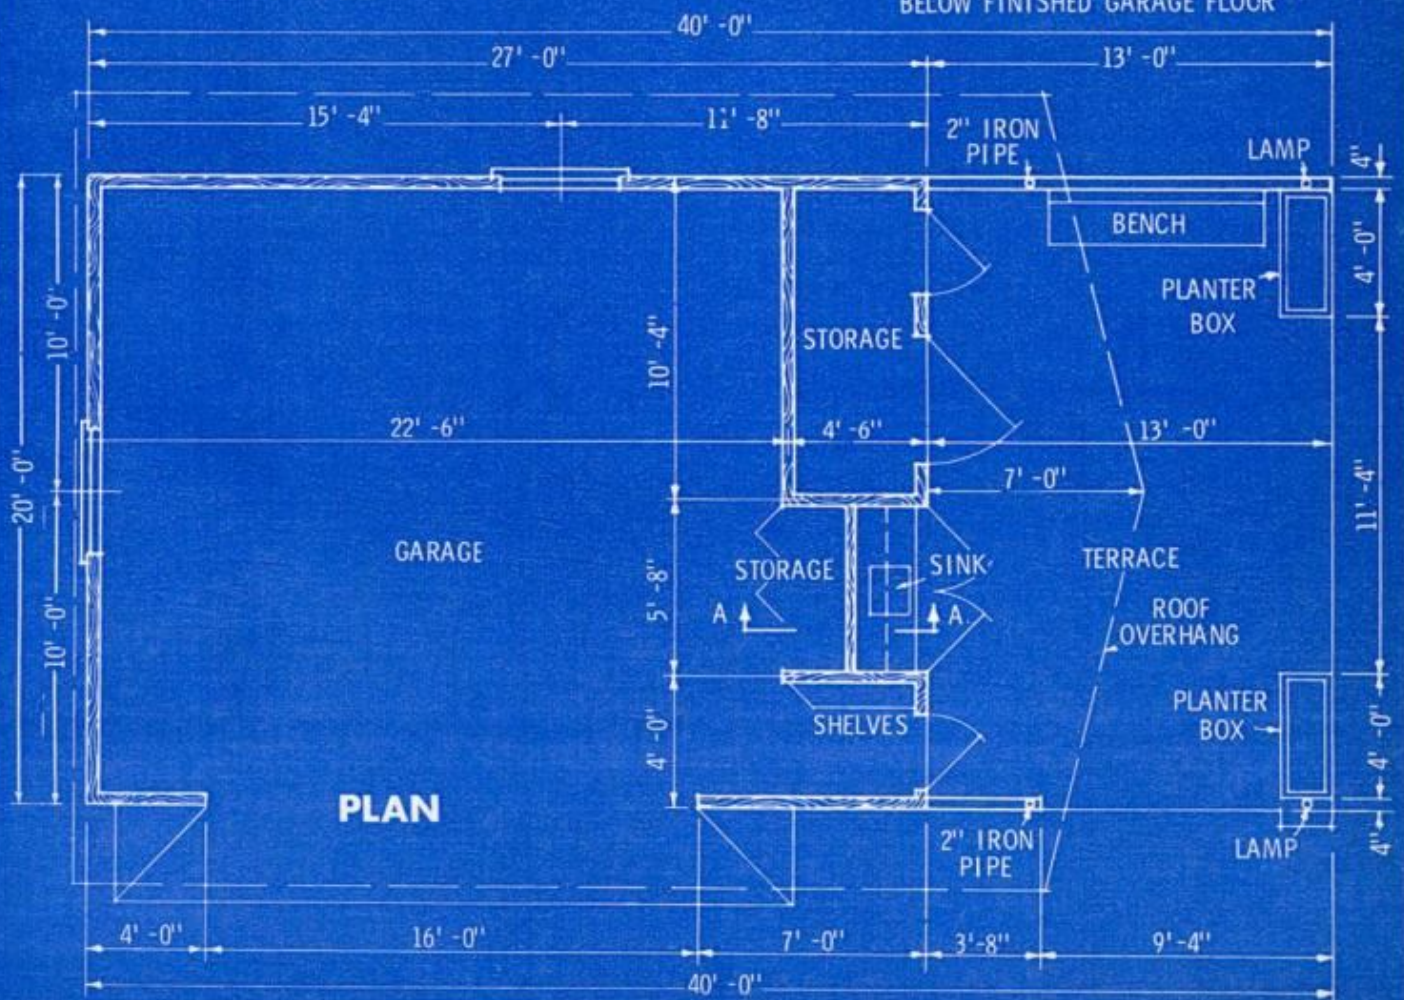 BELOW FINISHED GARAGE FLOOR
40' -0"
27' -0"
13' -0"
15' -4"
11' -8"
2" IRON
PIPE
LAMP
4"
BENCH
4' -0"
PLANTER
BOX
10' -0"
10' -4"
STORAGE
22' -6"
4' -6"
13' -0"
7' -0"
20' -0"
11' -4"
GARAGE
STORAGE
SINK
TERRACE
5' -8"
A
A
ROOF
OVERHANG
10' -0"
PLANTER
BOX
SHELVES
4' -0"
4' -0"
PLAN
2" IRON
PIPE
LAMP
4"
4' -0"
16' -0"
7' -0"
3'-8"
9' -4"
40' -0"